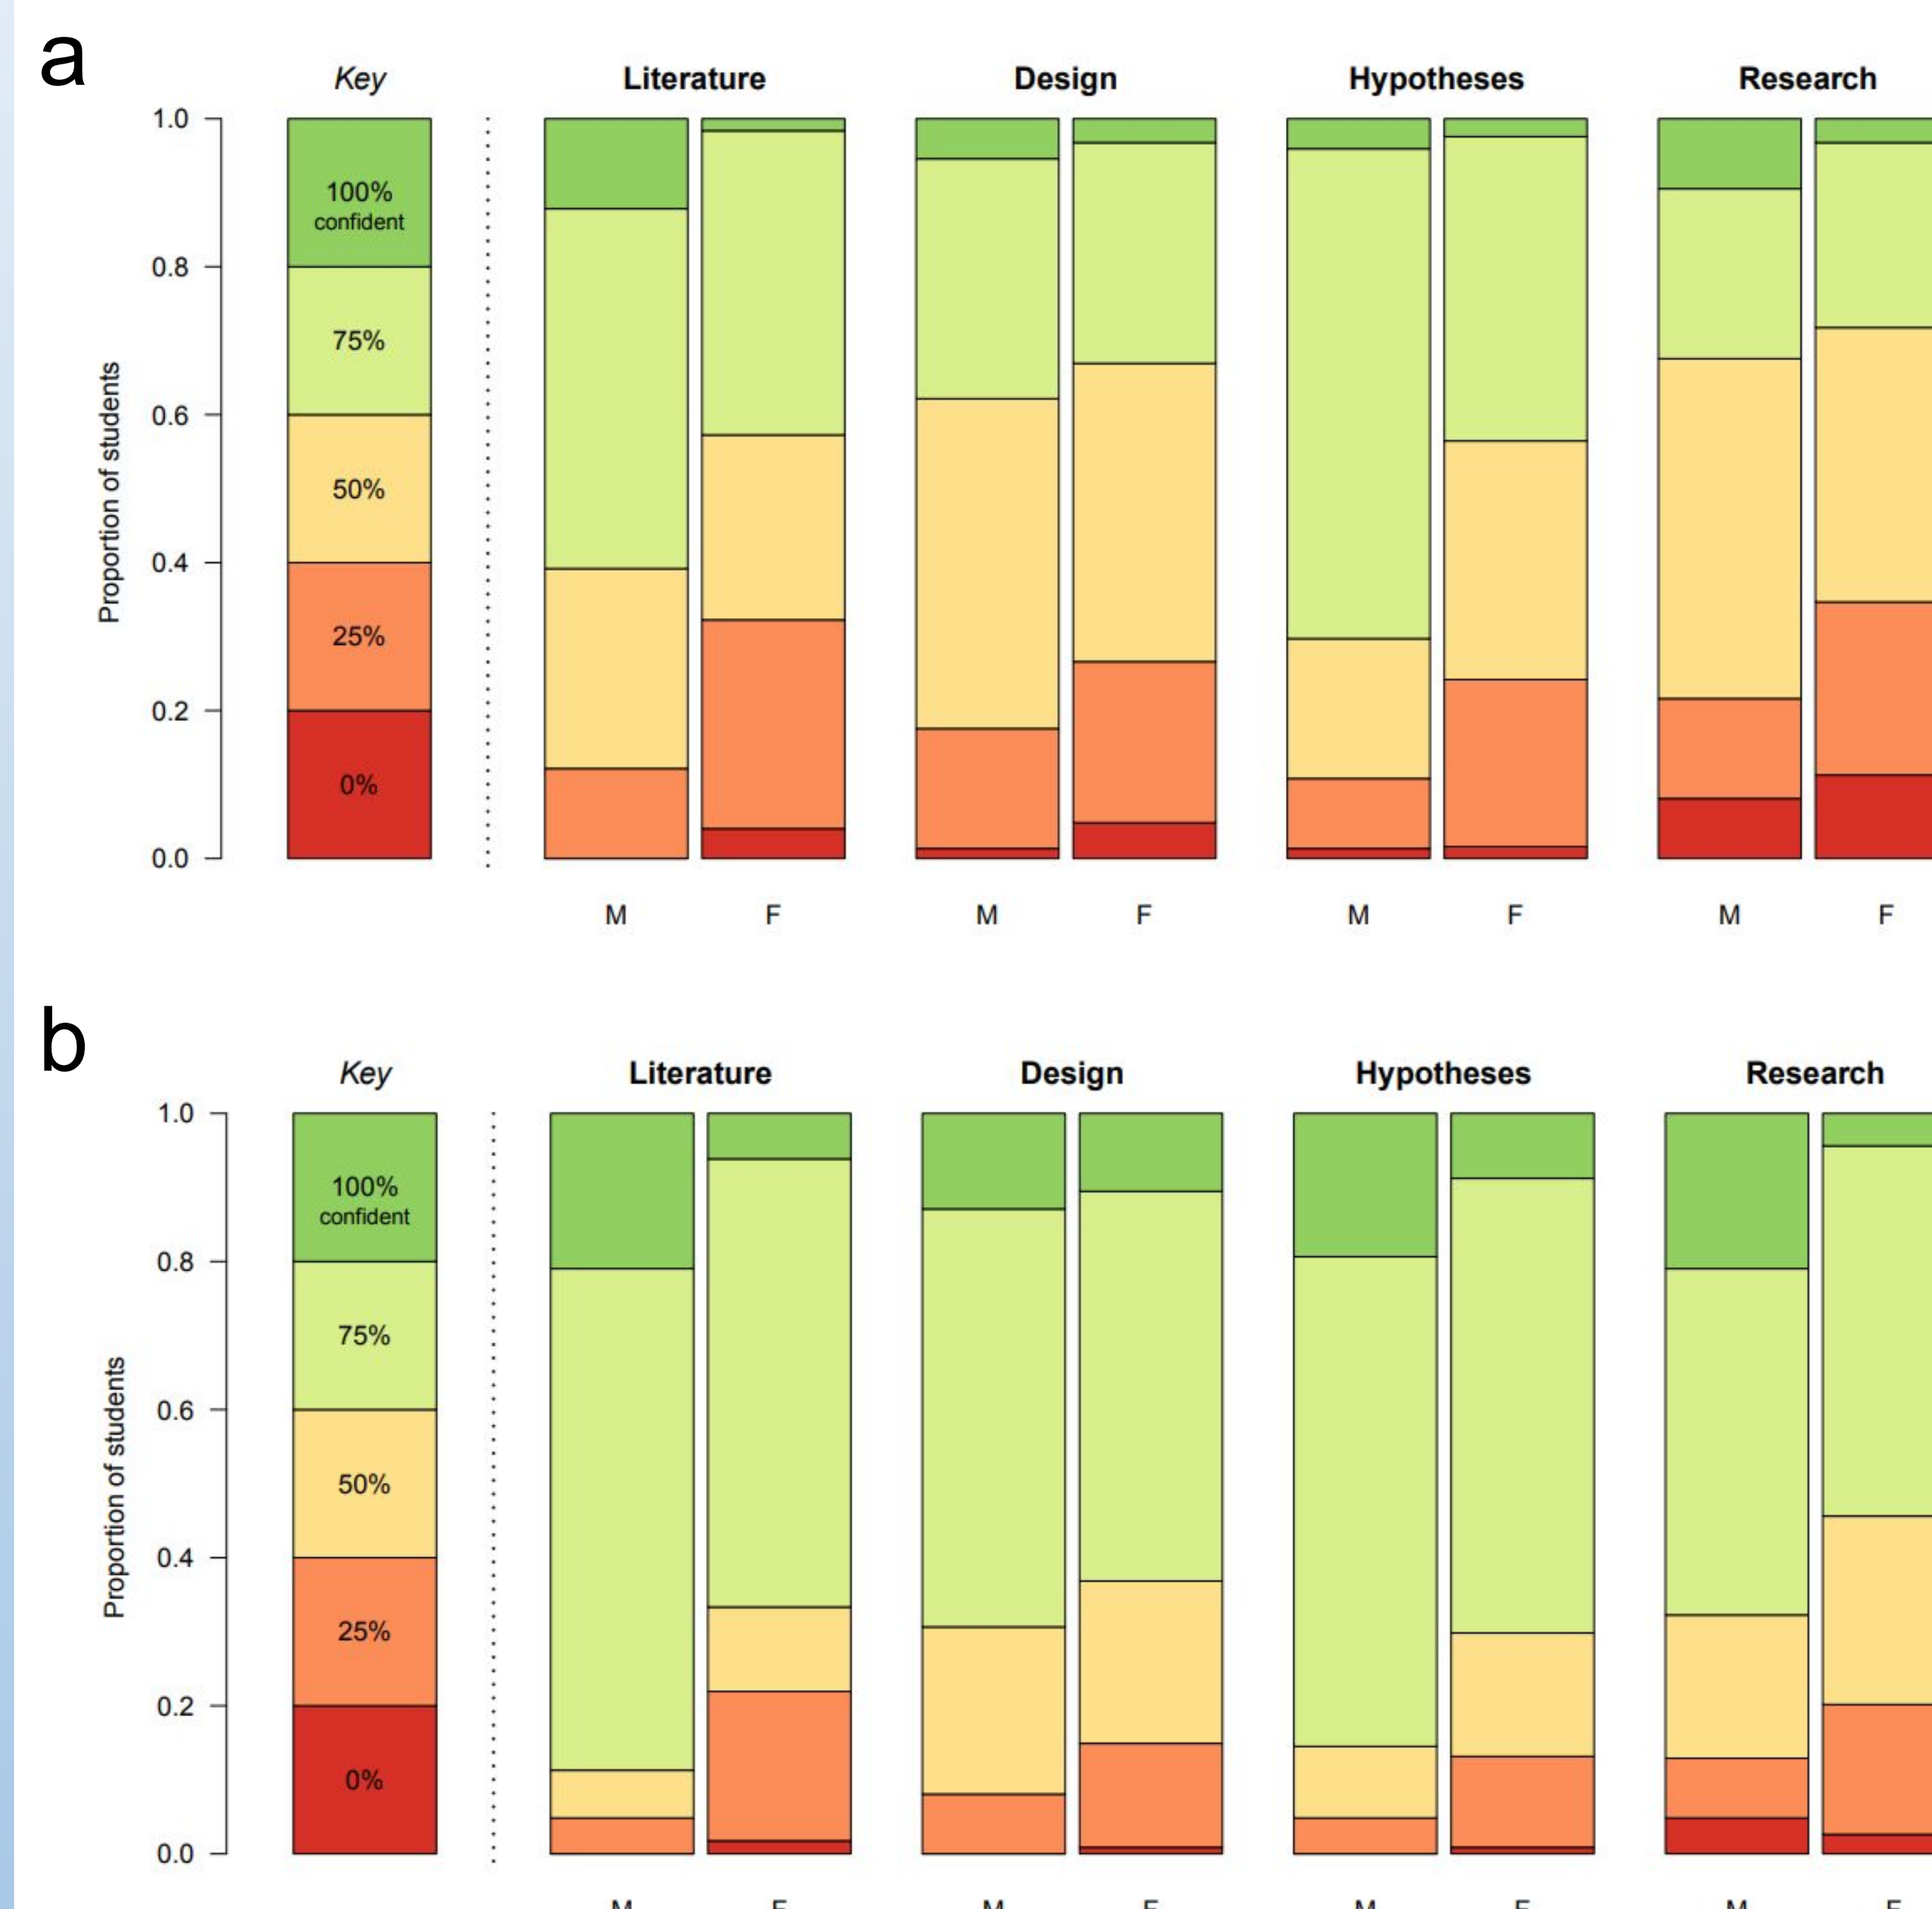 a
Key Literature Design Hypotheses Research
1.0
0.8
0.6
0.4
0.2
0.0
Proportion of students
100%
confident
75%
50%
25%
0%
M F M F M F M F
b
Key Literature Design Hypotheses Research
1.0
0.8
0.6
0.4
0.2
0.0
Proportion of students
100%
confident
75%
50%
25%
0%
M F M F M F M F